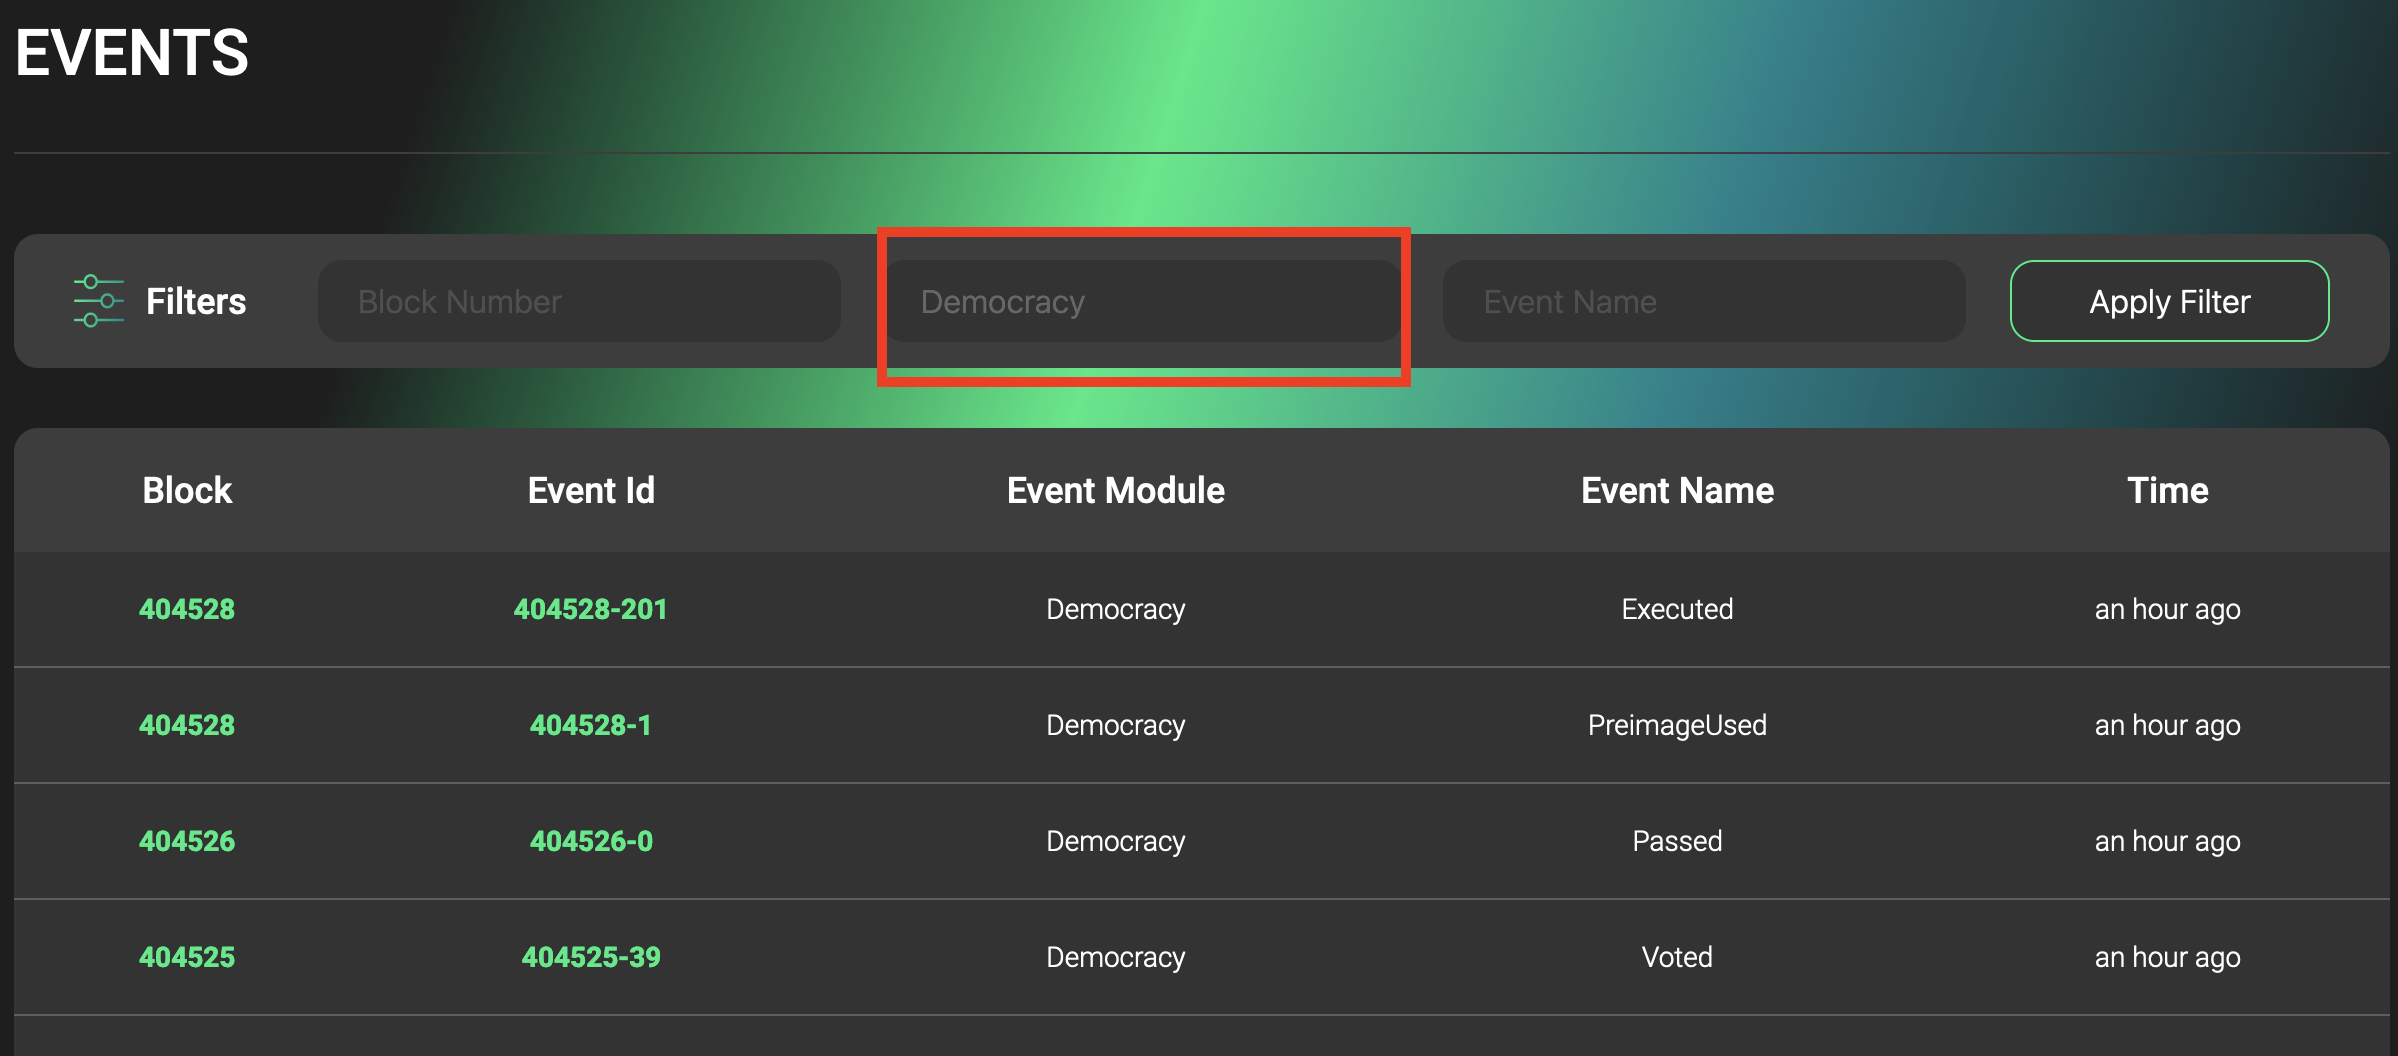 EVENTS
Filters Block Number Democracy Event Name Apply Filter
Block Event Id Event Module Event Name Time
404528 404528-201 Democracy Executed an hour ago
404528 404528-1 Democracy PreimageUsed an hour ago
404526 404526-0 Democracy Passed an hour ago
404525 404525-39 Democracy Voted an hour ago